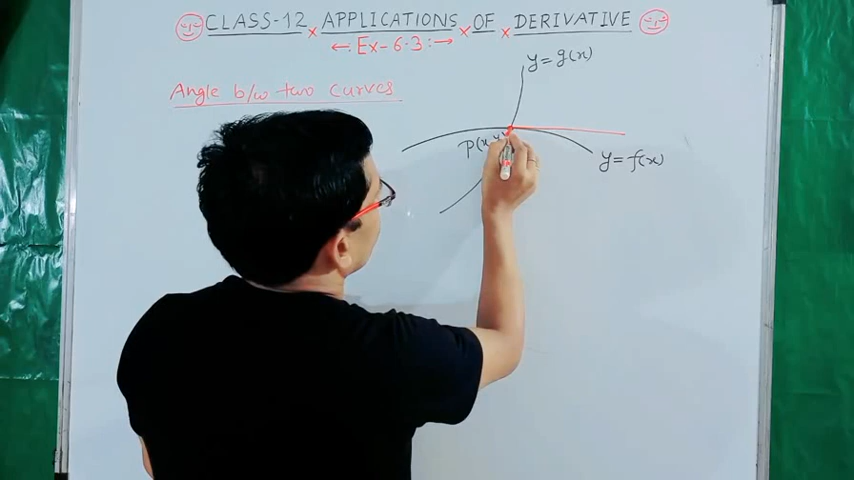 CLASS-12 x APPLICATIONS x OF x DERIVATIVE
←: Ex-6.3 :→
Angle b/w two curves
y = g(x)
P(x, y)
y = f(x)